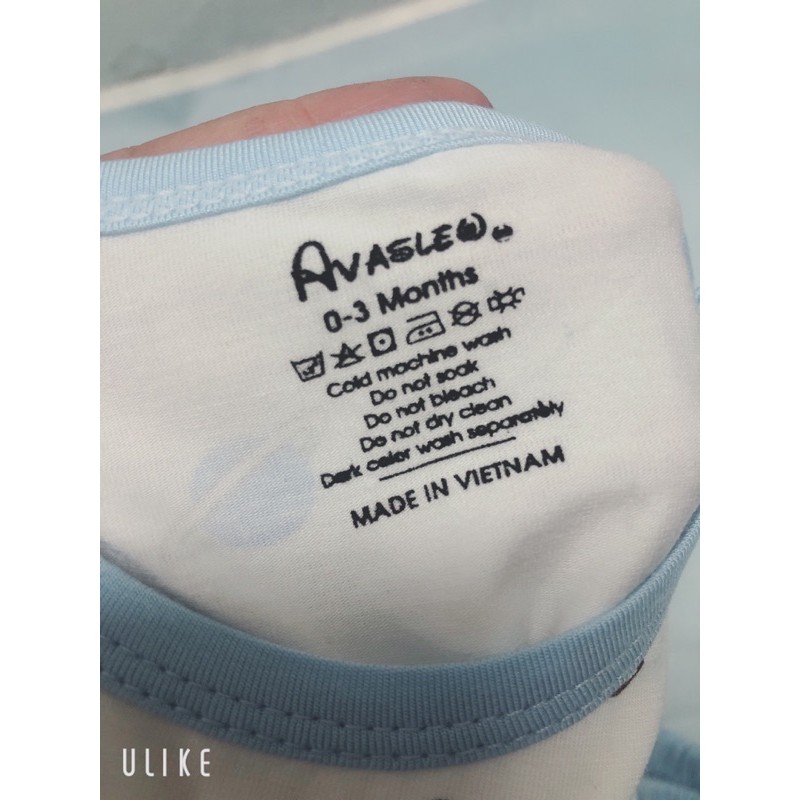 AVASLEO
0-3 Months
Cold machine wash
Do not soak
Do not bleach
Do not dry clean
Dark color wash separately
MADE IN VIETNAM
ULIKE